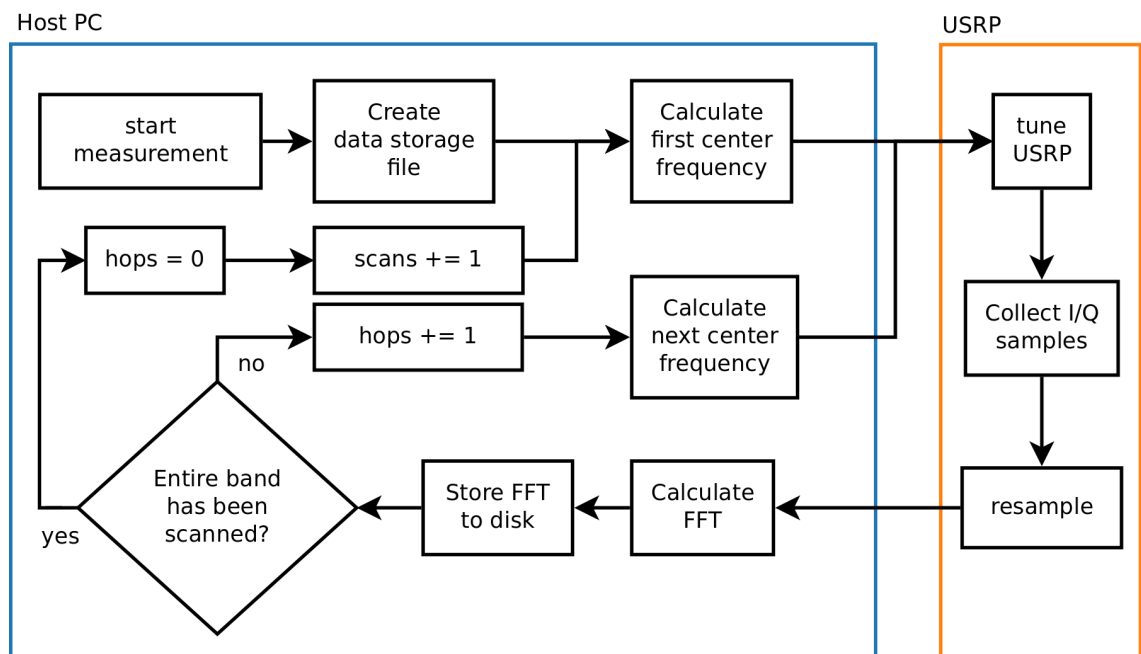 Host PC
USRP
start
measurement
Create
data storage
file
Calculate
first center
frequency
tune
USRP
hops = 0
scans += 1
hops += 1
Calculate
next center
frequency
Collect I/Q
samples
no
Entire band
has been
scanned?
yes
Store FFT
to disk
Calculate
FFT
resample